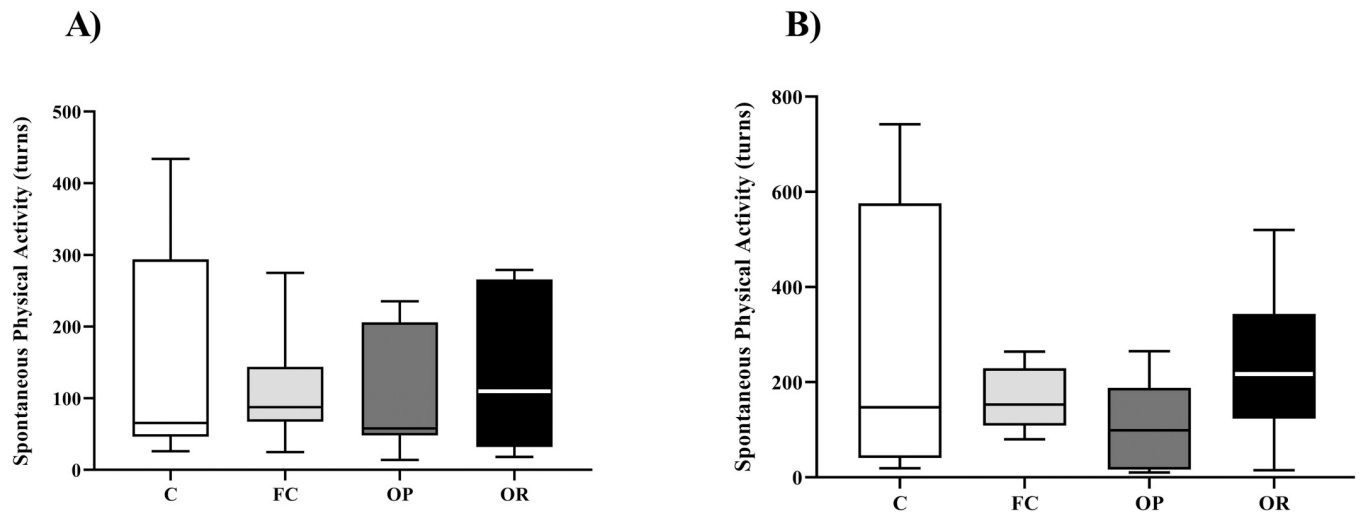 A)
Spontaneous Physical Activity (turns)
500
400
300
200
100
0
C FC OP OR
B)
Spontaneous Physical Activity (turns)
800
600
400
200
0
C FC OP OR